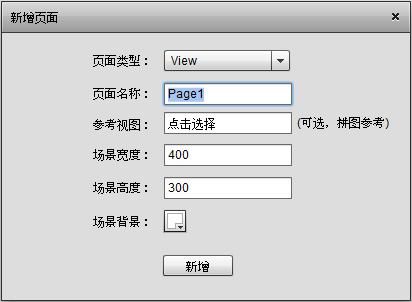 新增页面
页面类型： View
页面名称： Page1
参考视图： 点击选择 (可选，拼图参考)
场景宽度： 400
场景高度： 300
场景背景：
新增